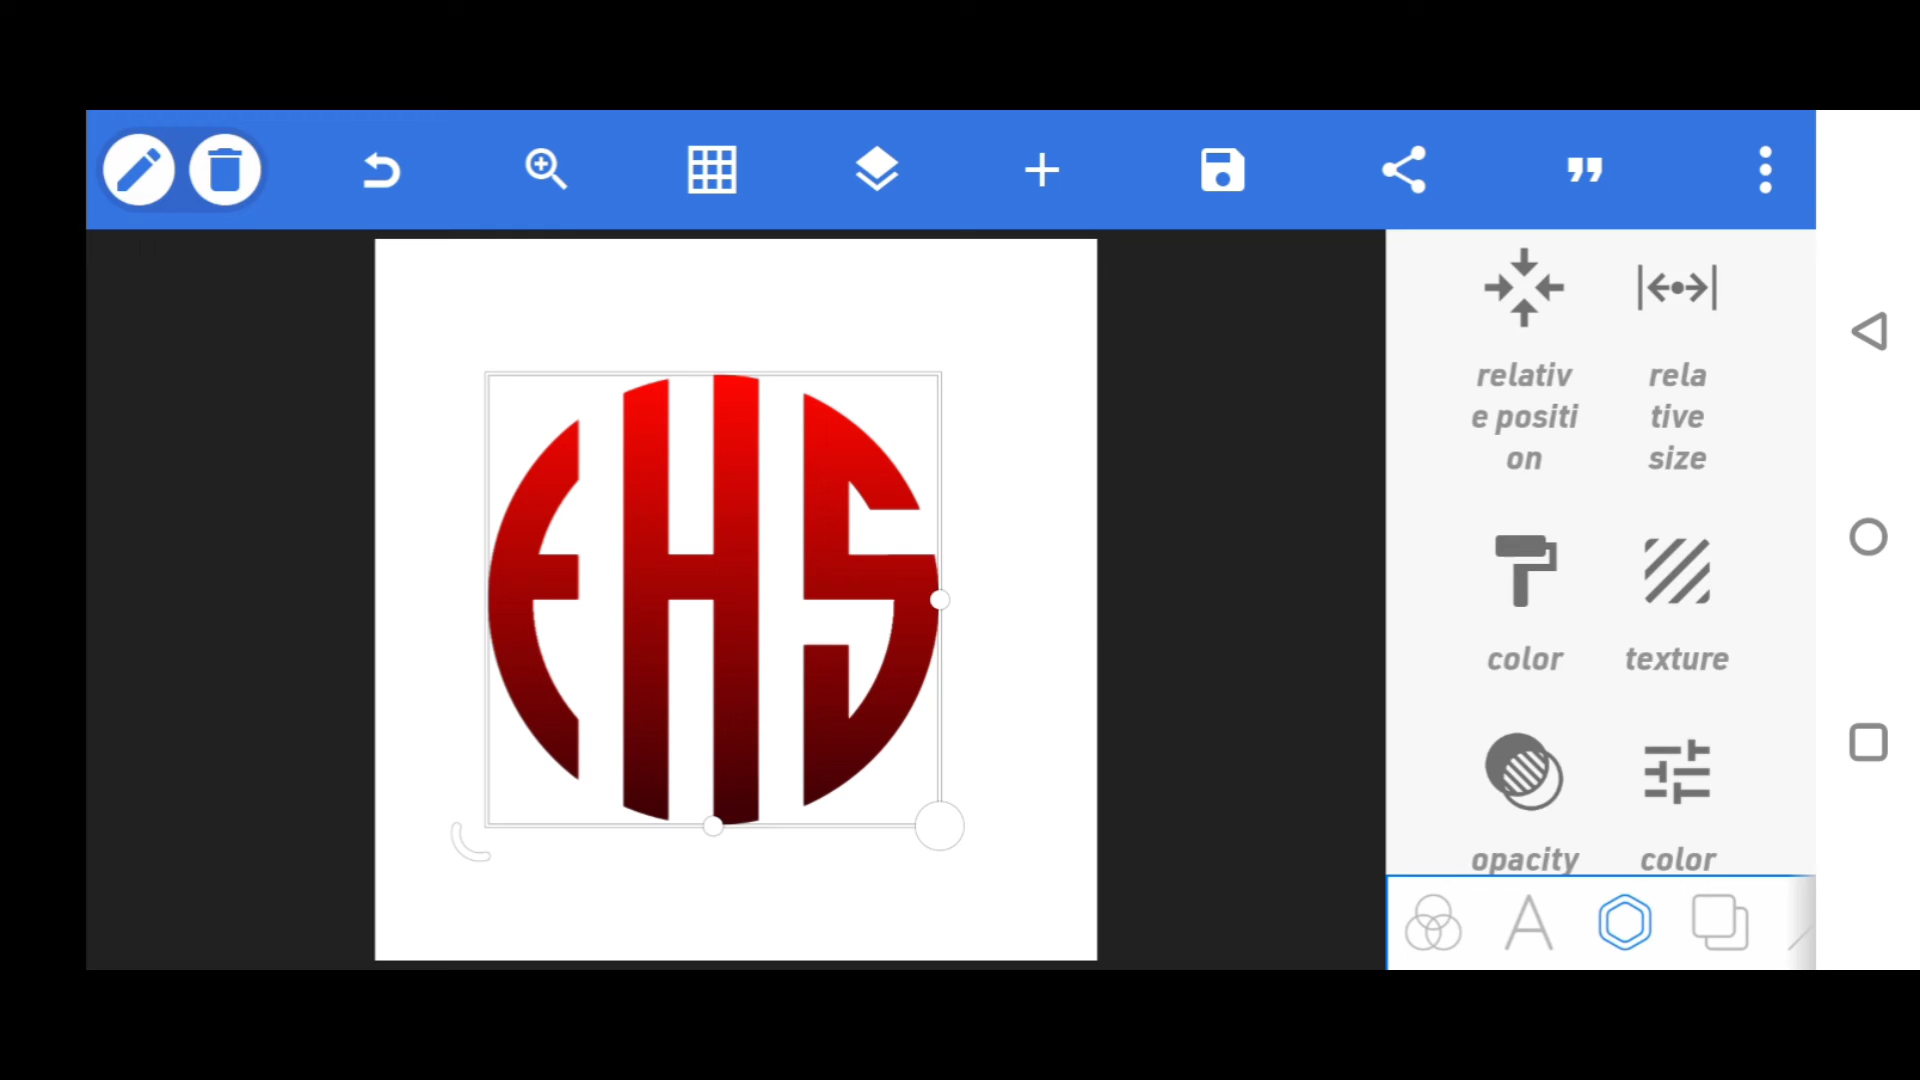 EHS
relativ
e positi
on
rela
tive
size
color
texture
opacity
color